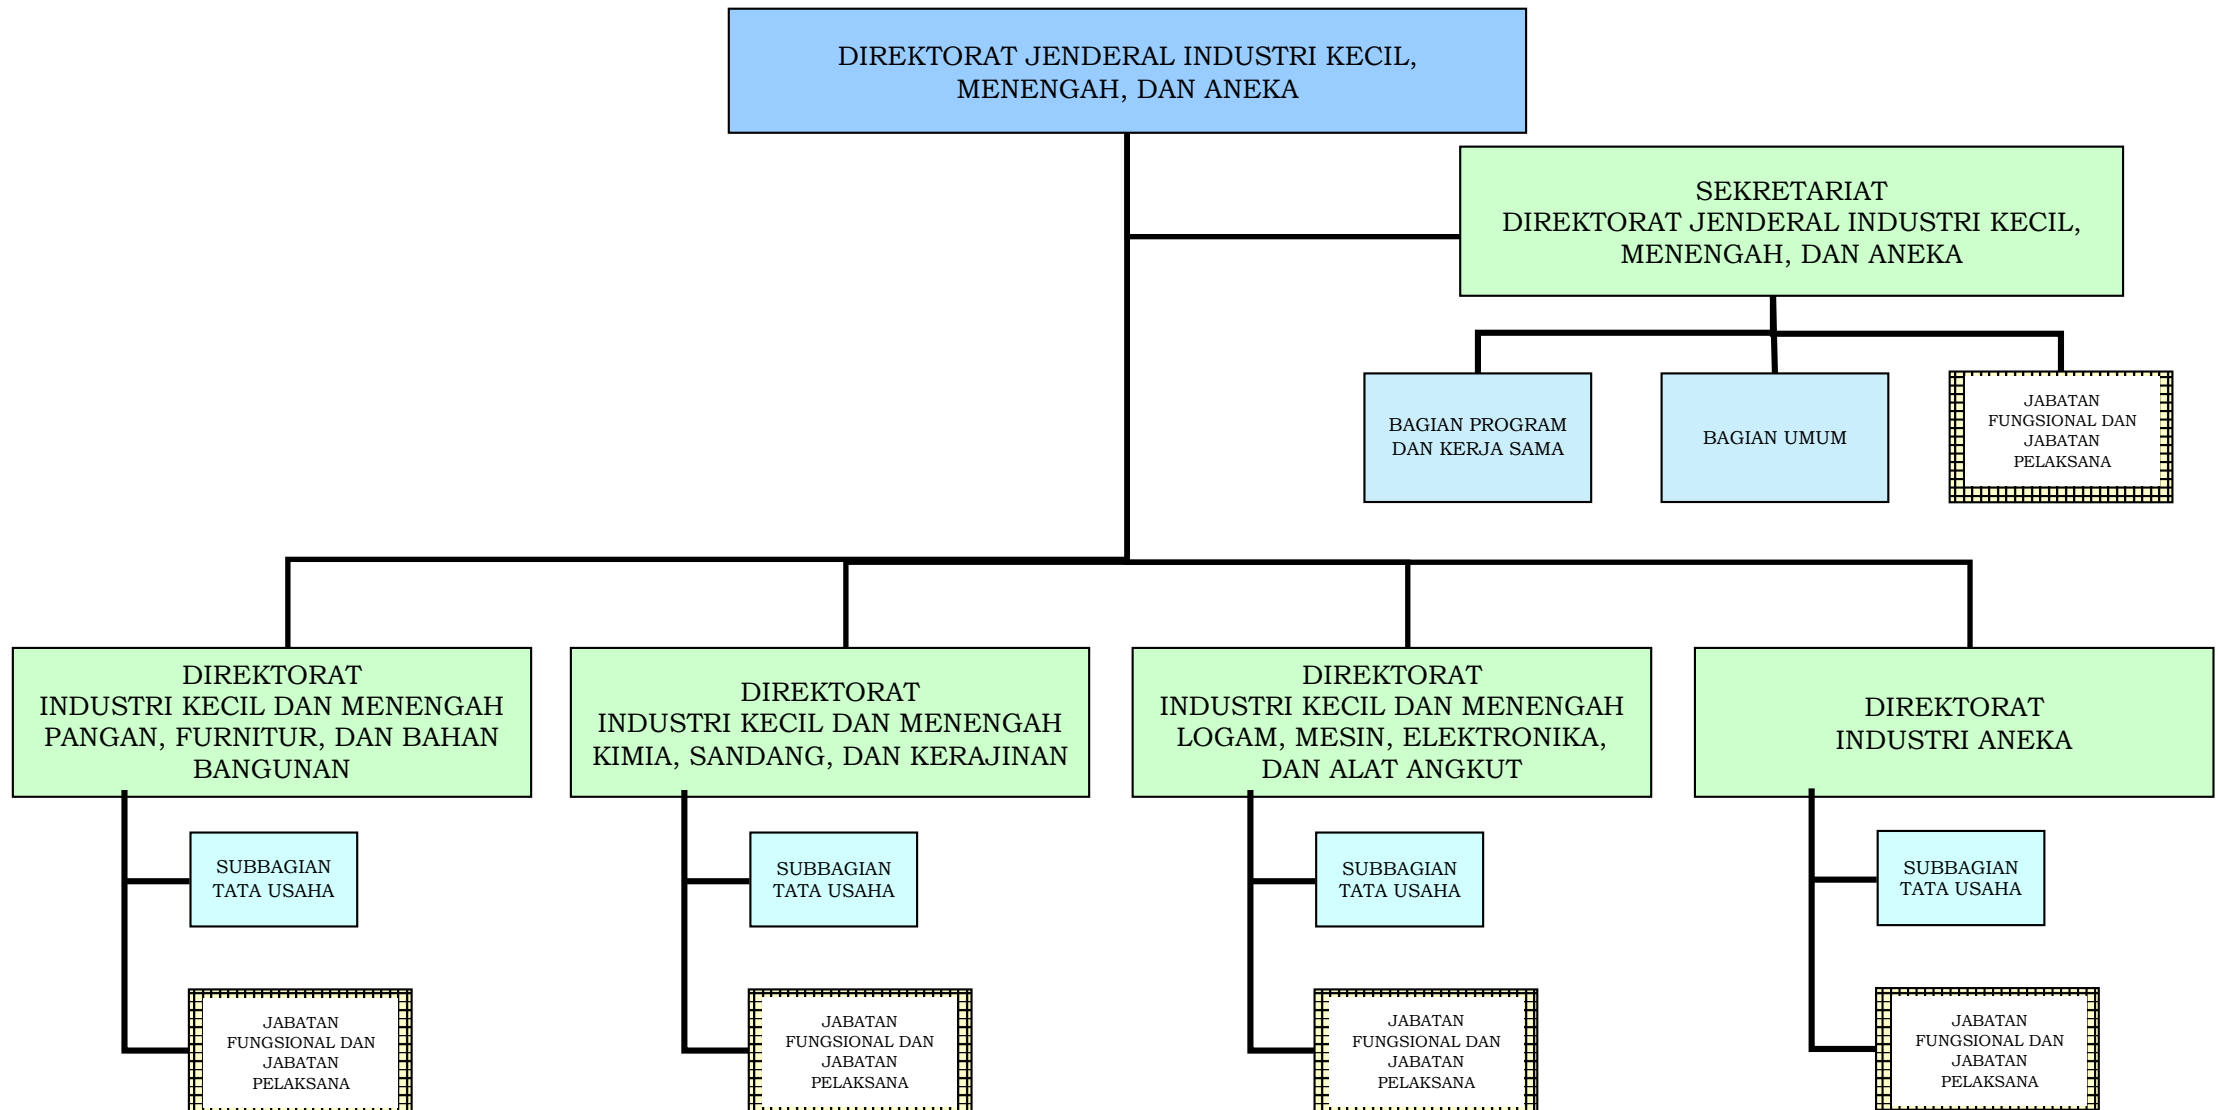 DIREKTORAT JENDERAL INDUSTRI KECIL,
MENENGAH, DAN ANEKA
SEKRETARIAT
DIREKTORAT JENDERAL INDUSTRI KECIL,
MENENGAH, DAN ANEKA
BAGIAN PROGRAM
DAN KERJA SAMA
BAGIAN UMUM
JABATAN
FUNGSIONAL DAN
JABATAN
PELAKSANA
DIREKTORAT
INDUSTRI KECIL DAN MENENGAH
PANGAN, FURNITUR, DAN BAHAN
BANGUNAN
DIREKTORAT
INDUSTRI KECIL DAN MENENGAH
KIMIA, SANDANG, DAN KERAJINAN
DIREKTORAT
INDUSTRI KECIL DAN MENENGAH
LOGAM, MESIN, ELEKTRONIKA,
DAN ALAT ANGKUT
DIREKTORAT
INDUSTRI ANEKA
SUBBAGIAN
TATA USAHA
SUBBAGIAN
TATA USAHA
SUBBAGIAN
TATA USAHA
SUBBAGIAN
TATA USAHA
JABATAN
FUNGSIONAL DAN
JABATAN
PELAKSANA
JABATAN
FUNGSIONAL DAN
JABATAN
PELAKSANA
JABATAN
FUNGSIONAL DAN
JABATAN
PELAKSANA
JABATAN
FUNGSIONAL DAN
JABATAN
PELAKSANA